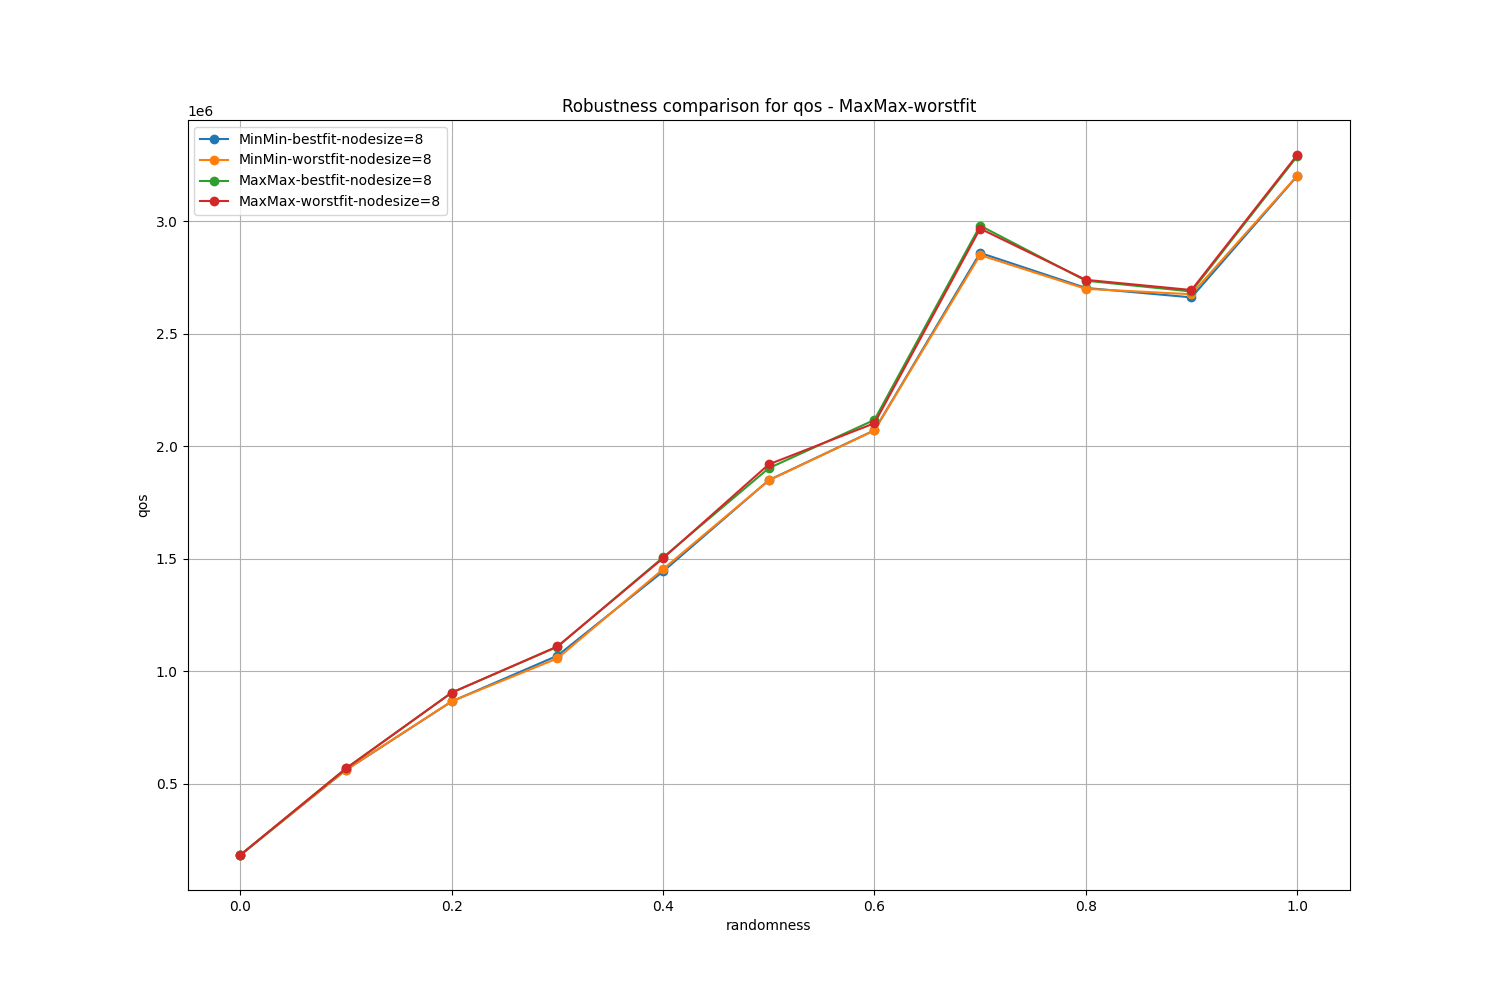 Robustness comparison for qos - MaxMax-worstfit
1e6
MinMin-bestfit-nodesize=8
MinMin-worstfit-nodesize=8
MaxMax-bestfit-nodesize=8
MaxMax-worstfit-nodesize=8
3.0
2.5
2.0
1.5
1.0
0.5
qos
0.0 0.2 0.4 0.6 0.8 1.0
randomness